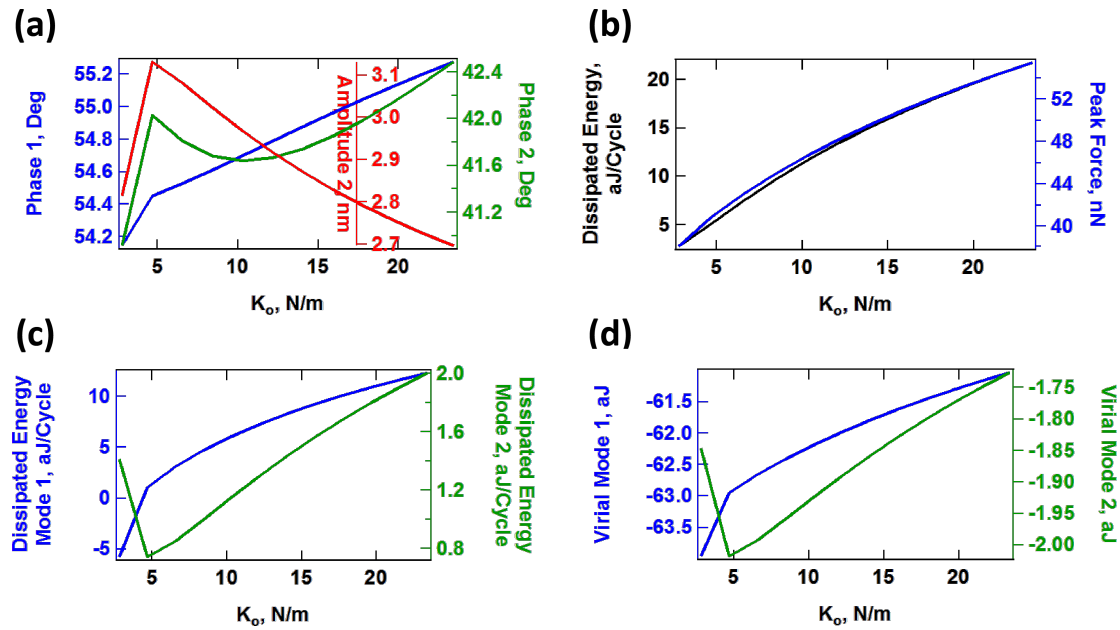 (a)
Phase 1, Deg
55.2
55.0
54.8
54.6
54.4
54.2
5
10
15
20
K₀, N/m
Amplitude 2, nm
3.1
3.0
2.9
2.8
2.7
Phase 2, Deg
42.4
42.0
41.6
41.2
(b)
Dissipated Energy,
aJ/Cycle
20
15
10
5
5
10
15
20
K₀, N/m
Peak Force, nN
52
48
44
40
(c)
Dissipated Energy
Mode 1, aJ/Cycle
10
5
0
-5
5
10
15
20
K₀, N/m
Dissipated Energy
Mode 2, aJ/Cycle
2.0
1.6
1.2
0.8
(d)
Virial Mode 1, aJ
-61.5
-62.0
-62.5
-63.0
-63.5
5
10
15
20
K₀, N/m
Virial Mode 2, aJ
-1.75
-1.80
-1.85
-1.90
-1.95
-2.00